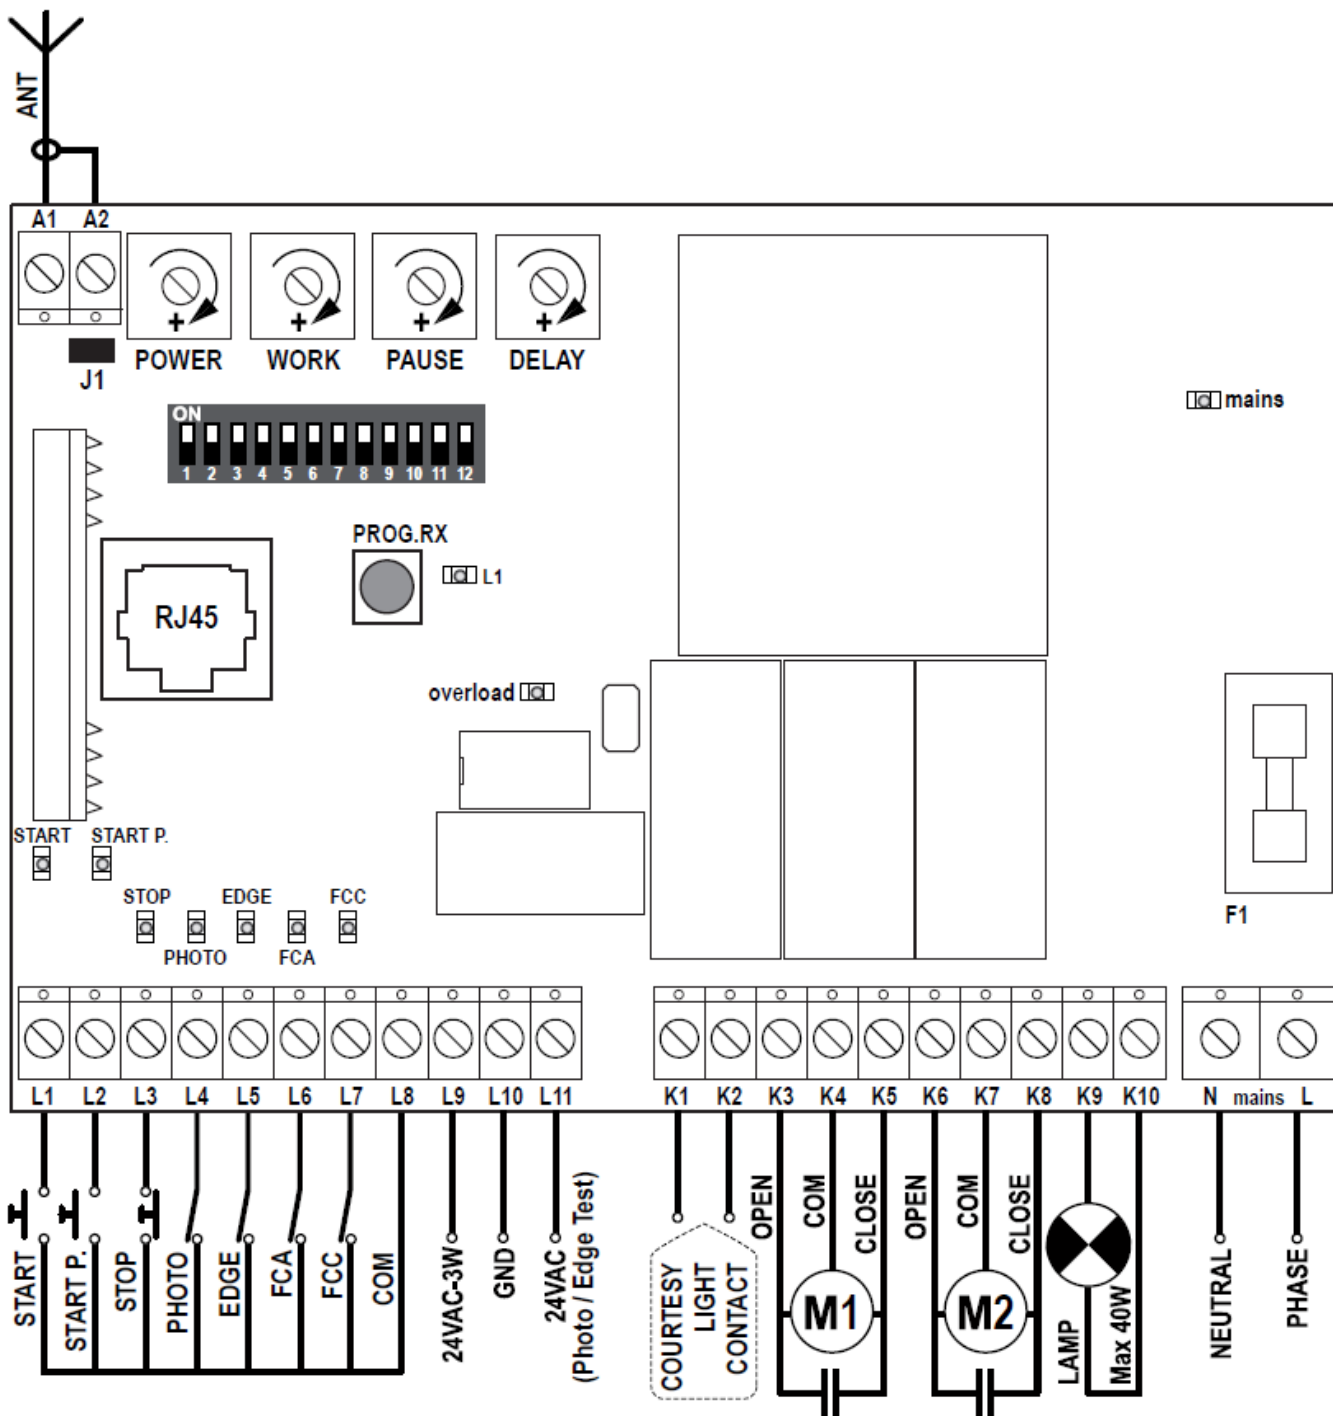 ANT
A1 A2
POWER WORK PAUSE DELAY
J1
mains
ON
1 2 3 4 5 6 7 8 9 10 11 12
PROG.RX
L1
RJ45
overload
START START P.
STOP EDGE FCC
PHOTO FCA
F1
L1 L2 L3 L4 L5 L6 L7 L8 L9 L10 L11
K1 K2 K3 K4 K5 K6 K7 K8 K9 K10
N mains L
START
START P.
STOP
PHOTO
EDGE
FCA
FCC
COM
24VAC-3W
GND
24VAC
(Photo / Edge Test)
COURTESY
LIGHT
CONTACT
OPEN
COM
CLOSE
M1
OPEN
COM
CLOSE
M2
LAMP
Max 40W
NEUTRAL
PHASE